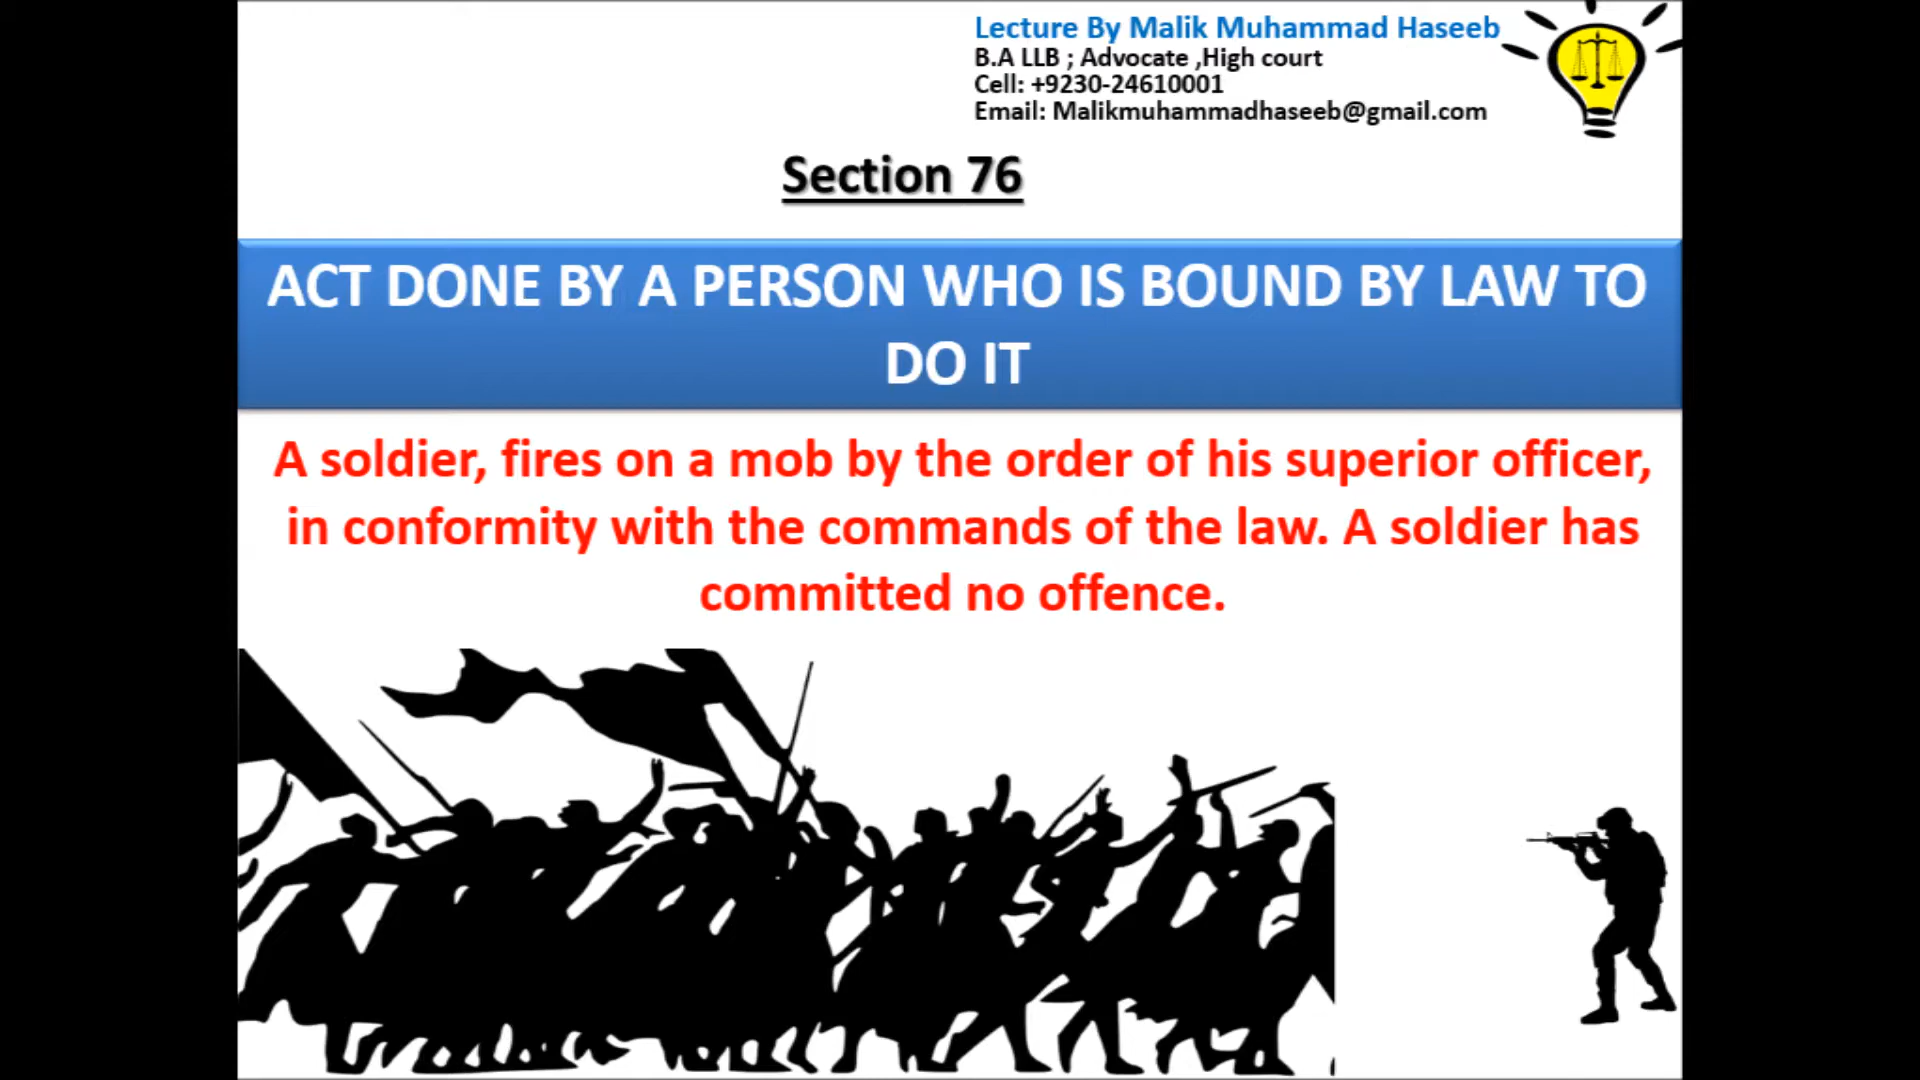 Lecture By Malik Muhammad Haseeb
B.A LLB ; Advocate ,High court
Cell: +9230-24610001
Email: Malikmuhammadhaseeb@gmail.com
Section 76
ACT DONE BY A PERSON WHO IS BOUND BY LAW TO
DO IT
A soldier, fires on a mob by the order of his superior officer,
in conformity with the commands of the law. A soldier has
committed no offence.